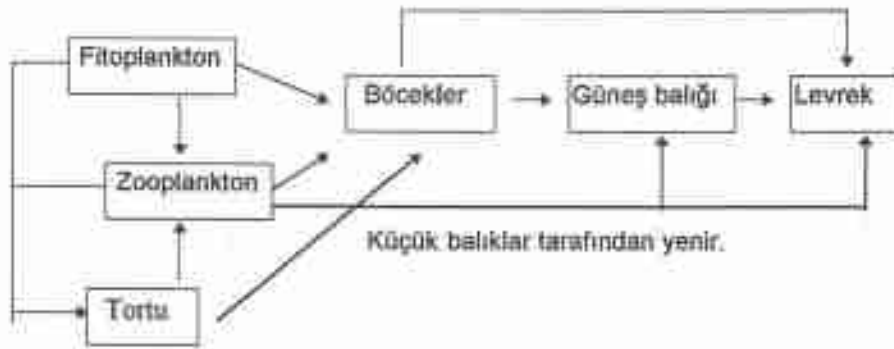 Fitoplankton
Böcekler
Güneş balığı
Levrek
Zooplankton
Küçük balıklar tarafından yenir.
Tortu